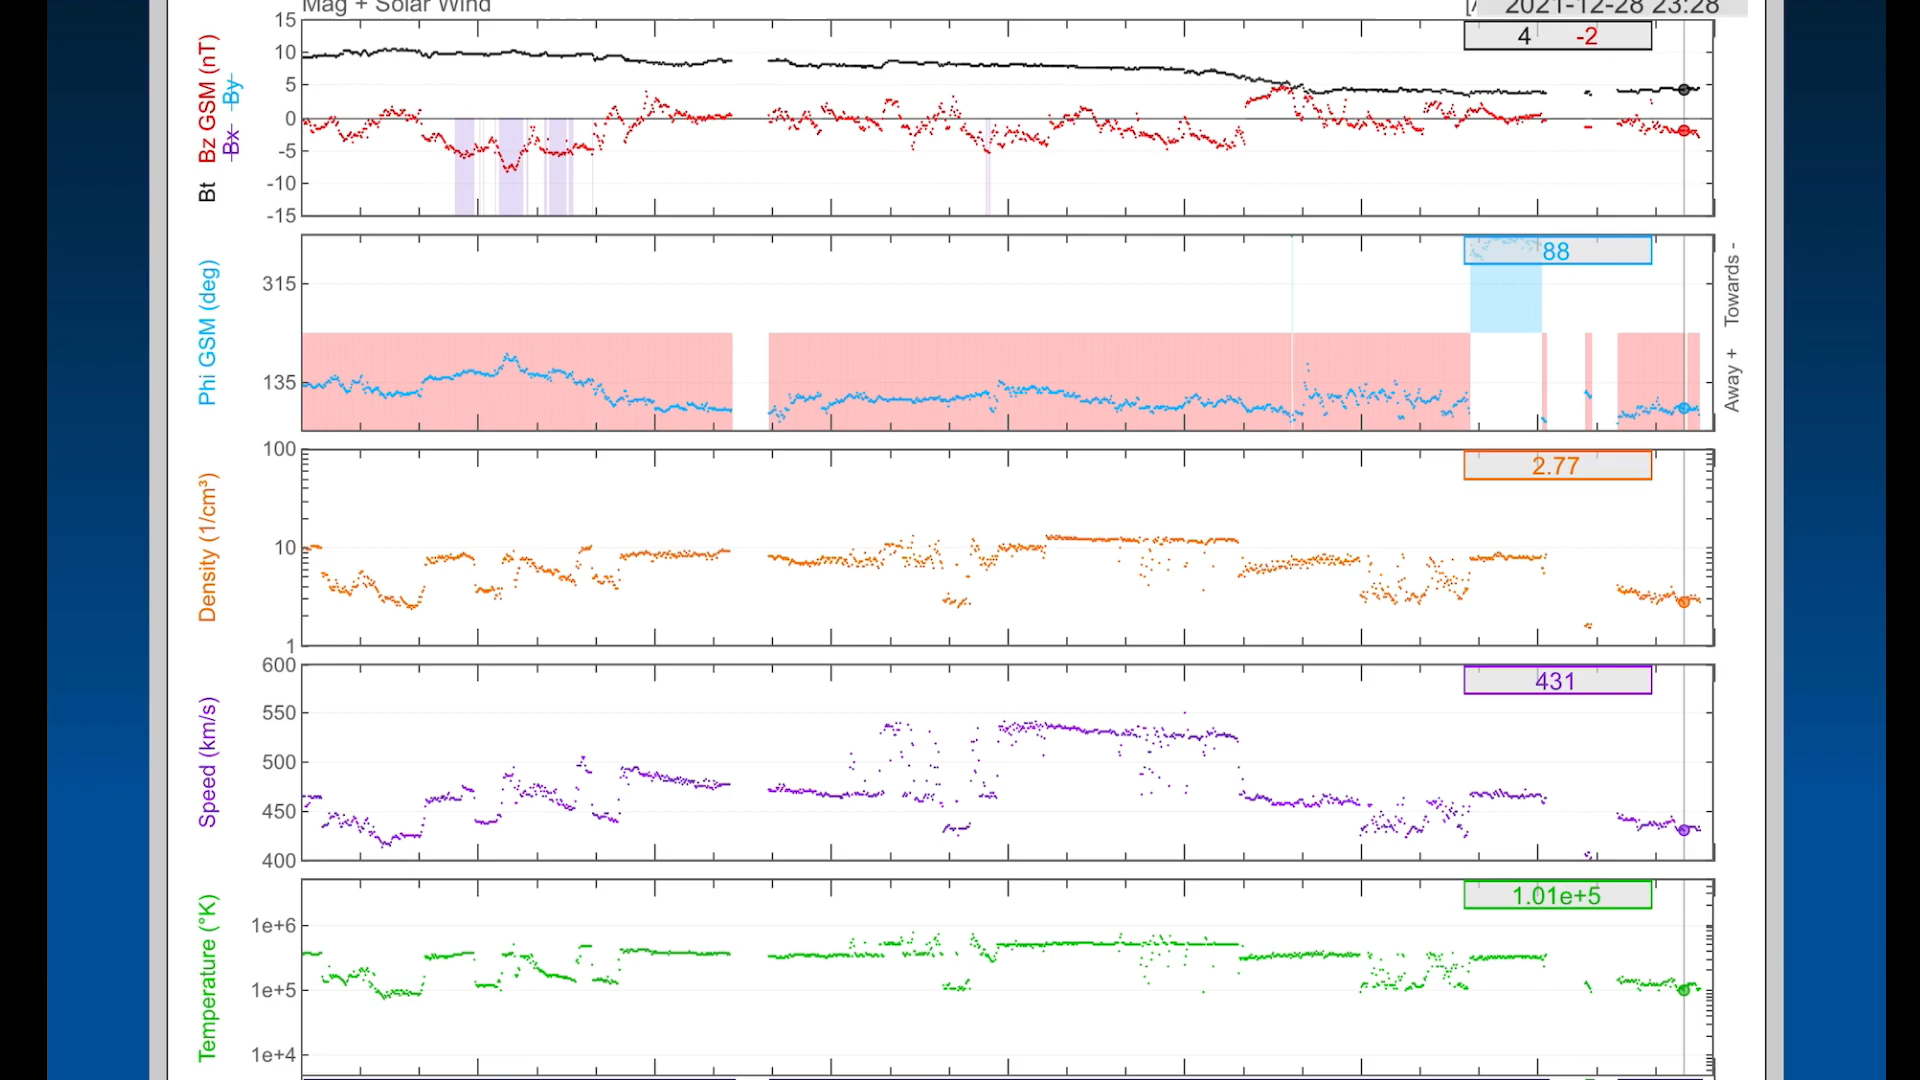 Mag + Solar Wind
2021-12-28 23:28
4 -2
15
10
5
0
-5
-10
-15
Bt Bz GSM (nT)
Bx By
88
315
135
Phi GSM (deg)
Away + Towards -
2.77
100
10
1
Density (1/cm³)
431
600
550
500
450
400
Speed (km/s)
1.01e+5
1e+6
1e+5
1e+4
Temperature (°K)